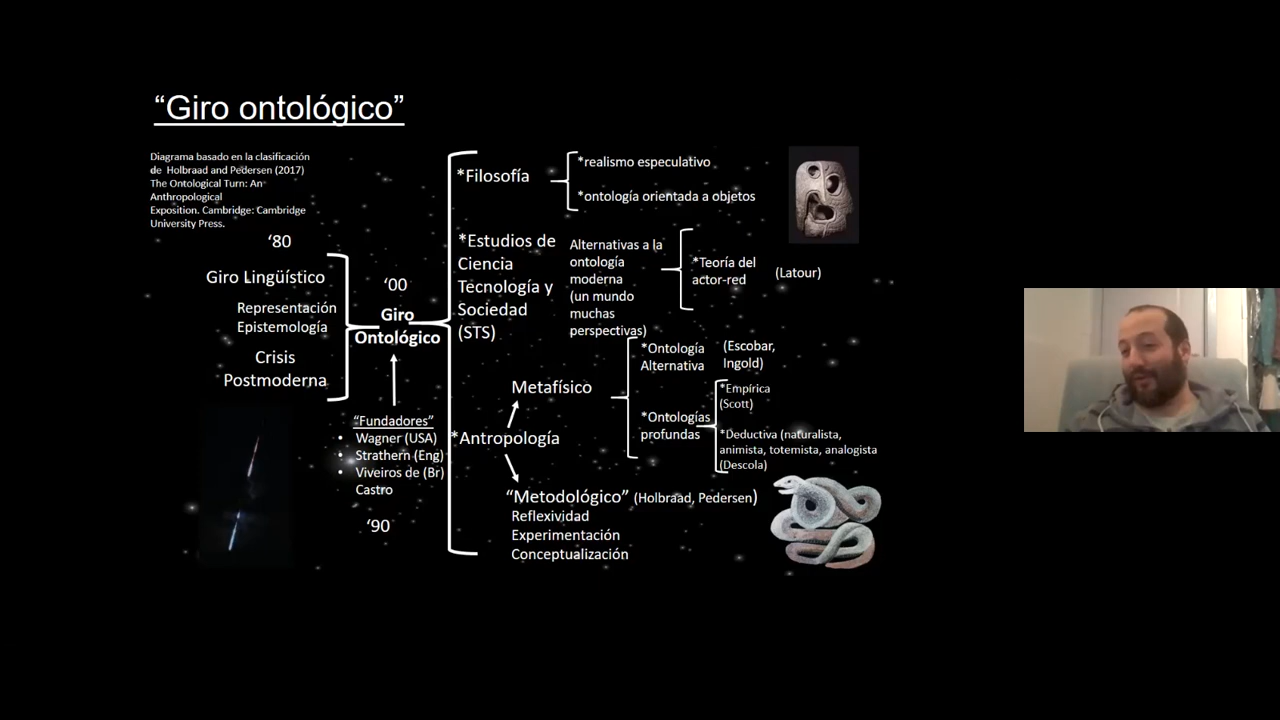 “Giro ontológico”
Diagrama basado en la clasificación
de Holbraad and Pedersen (2017)
The Ontological Turn: An
Anthropological
Exposition. Cambridge: Cambridge
University Press.
‘80
Giro Lingüístico
Representación
Epistemología
Crisis
Postmoderna
‘00
Giro
Ontológico
“Fundadores”
• Wagner (USA)
• Strathern (Eng)
• Viveiros de (Br)
Castro
‘90
*Filosofía
*realismo especulativo
*ontología orientada a objetos
*Estudios de
Ciencia
Tecnología y
Sociedad
(STS)
Alternativas a la
ontología
moderna
(un mundo
muchas
perspectivas)
*Teoría del
actor-red
(Latour)
*Antropología
Metafísico
*Ontología
Alternativa
(Escobar,
Ingold)
*Ontologías
profundas
*Empírica
(Scott)
*Deductiva (naturalista,
animista, totemista, analogista
(Descola)
“Metodológico” (Holbraad, Pedersen)
Reflexividad
Experimentación
Conceptualización